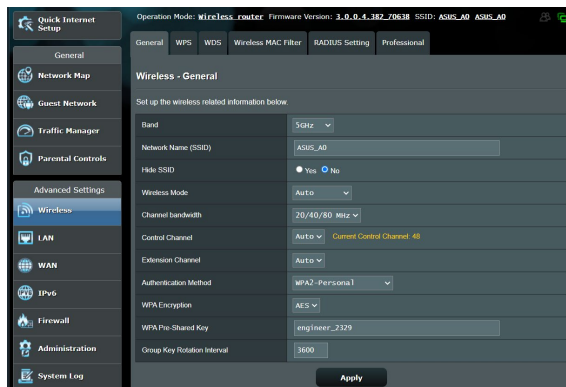 Quick Internet
Setup
General
Network Map
Guest Network
Traffic Manager
Parental Controls
Advanced Settings
Wireless
LAN
WAN
IPv6
Firewall
Administration
System Log
Operation Mode: Wireless router Firmware Version: 3.0.0.4.382_70638 SSID: ASUS_A0 ASUS_A0
General WPS WDS Wireless MAC Filter RADIUS Setting Professional
Wireless - General
Set up the wireless related information below.
Band 5GHz
Network Name (SSID) ASUS_A0
Hide SSID Yes No
Wireless Mode Auto
Channel bandwidth 20/40/80 MHz
Control Channel Auto Current Control Channel: 48
Extension Channel Auto
Authentication Method WPA2-Personal
WPA Encryption AES
WPA Pre-Shared Key engineer_2329
Group Key Rotation Interval 3600
Apply